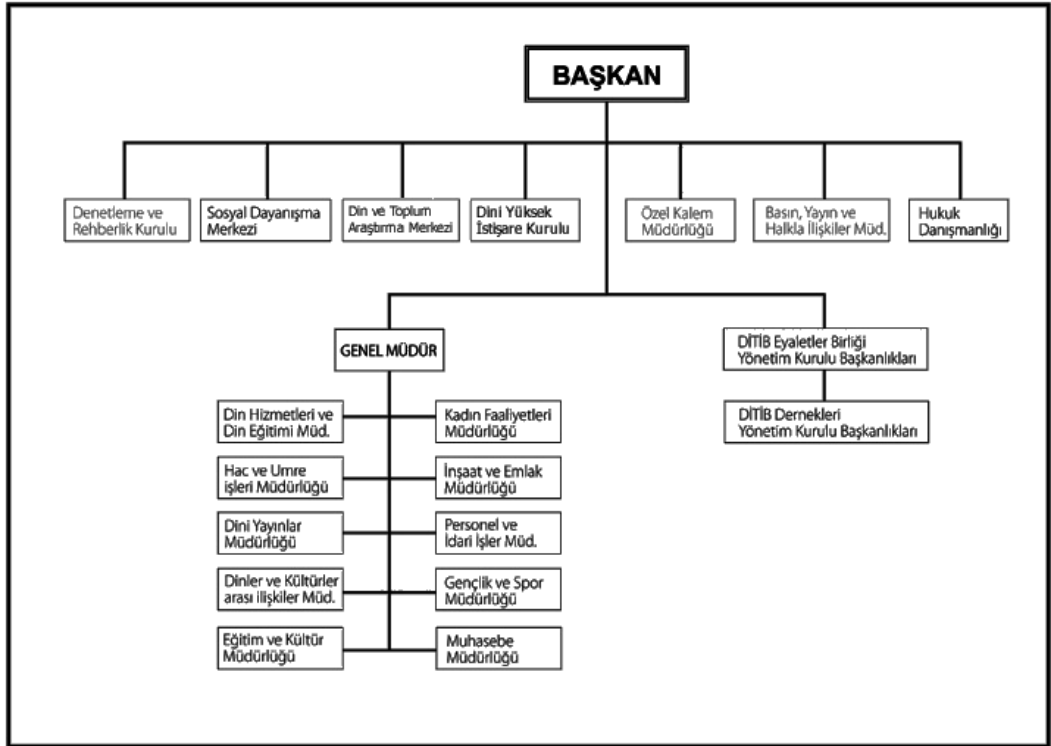 BAŞKAN
Denetleme ve
Rehberlik Kurulu
Sosyal Dayanışma
Merkezi
Din ve Toplum
Araştırma Merkezi
Dini Yüksek
İstişare Kurulu
Özel Kalem
Müdürlüğü
Basın, Yayın ve
Halkla İlişkiler Müd.
Hukuk
Danışmanlığı
GENEL MÜDÜR
DİTİB Eyaletler Birliği
Yönetim Kurulu Başkanlıkları
DİTİB Dernekleri
Yönetim Kurulu Başkanlıkları
Din Hizmetleri ve
Din Eğitimi Müd.
Kadın Faaliyetleri
Müdürlüğü
Hac ve Umre
işleri Müdürlüğü
İnşaat ve Emlak
Müdürlüğü
Dini Yayınlar
Müdürlüğü
Personel ve
İdari İşler Müd.
Dinler ve Kültürler
arası ilişkiler Müd.
Gençlik ve Spor
Müdürlüğü
Eğitim ve Kültür
Müdürlüğü
Muhasebe
Müdürlüğü